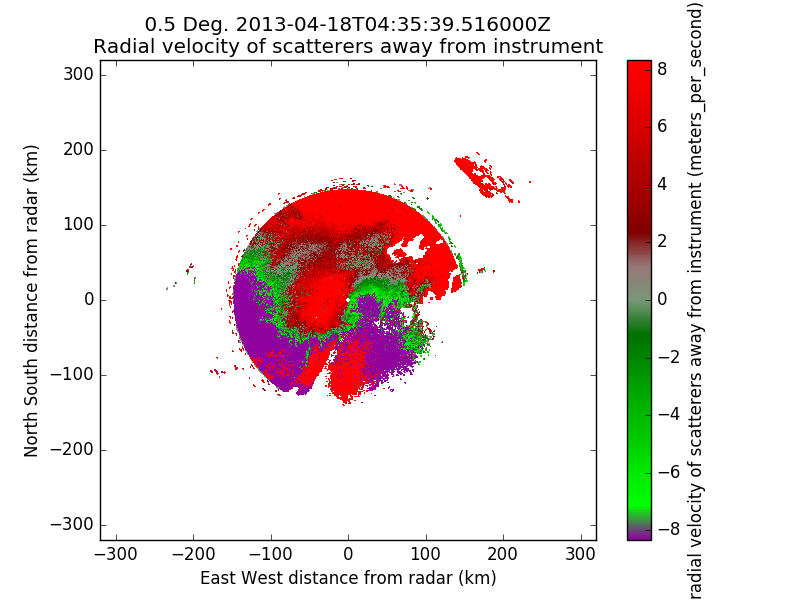 0.5 Deg. 2013-04-18T04:35:39.516000Z
Radial velocity of scatterers away from instrument
North South distance from radar (km)
300
200
100
0
−100
−200
−300
−300 −200 −100 0 100 200 300
East West distance from radar (km)
8
6
4
2
0
−2
−4
−6
−8
radial velocity of scatterers away from instrument (meters_per_second)